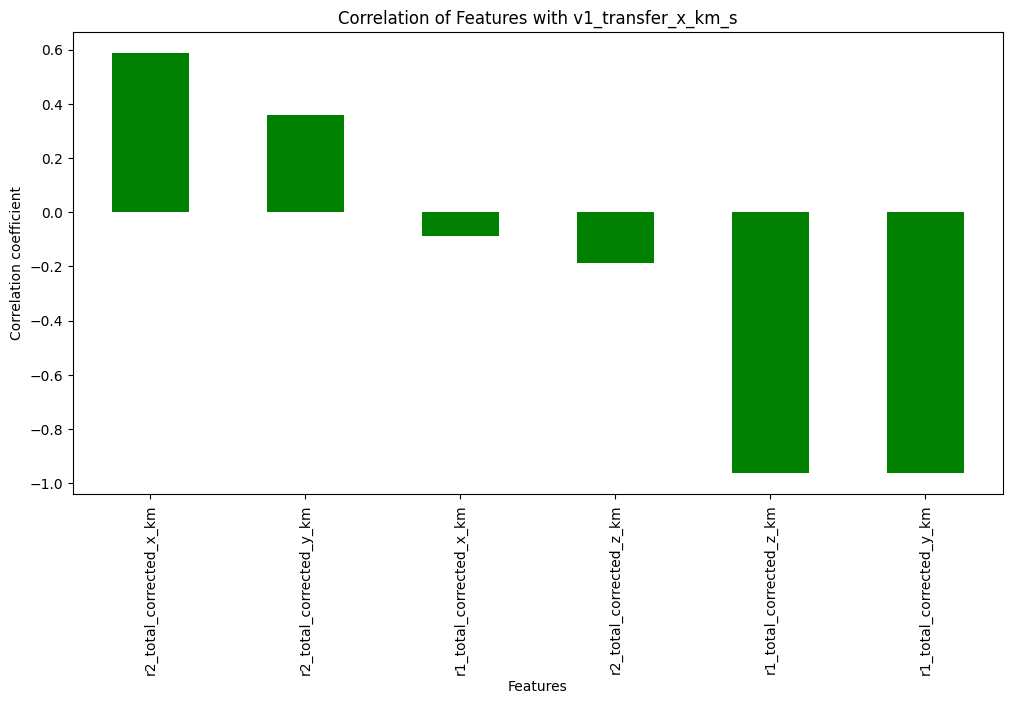 Correlation of Features with v1_transfer_x_km_s
Correlation coefficient
0.6
0.4
0.2
0.0
−0.2
−0.4
−0.6
−0.8
−1.0
r2_total_corrected_x_km
r2_total_corrected_y_km
r1_total_corrected_x_km
r2_total_corrected_z_km
r1_total_corrected_z_km
r1_total_corrected_y_km
Features